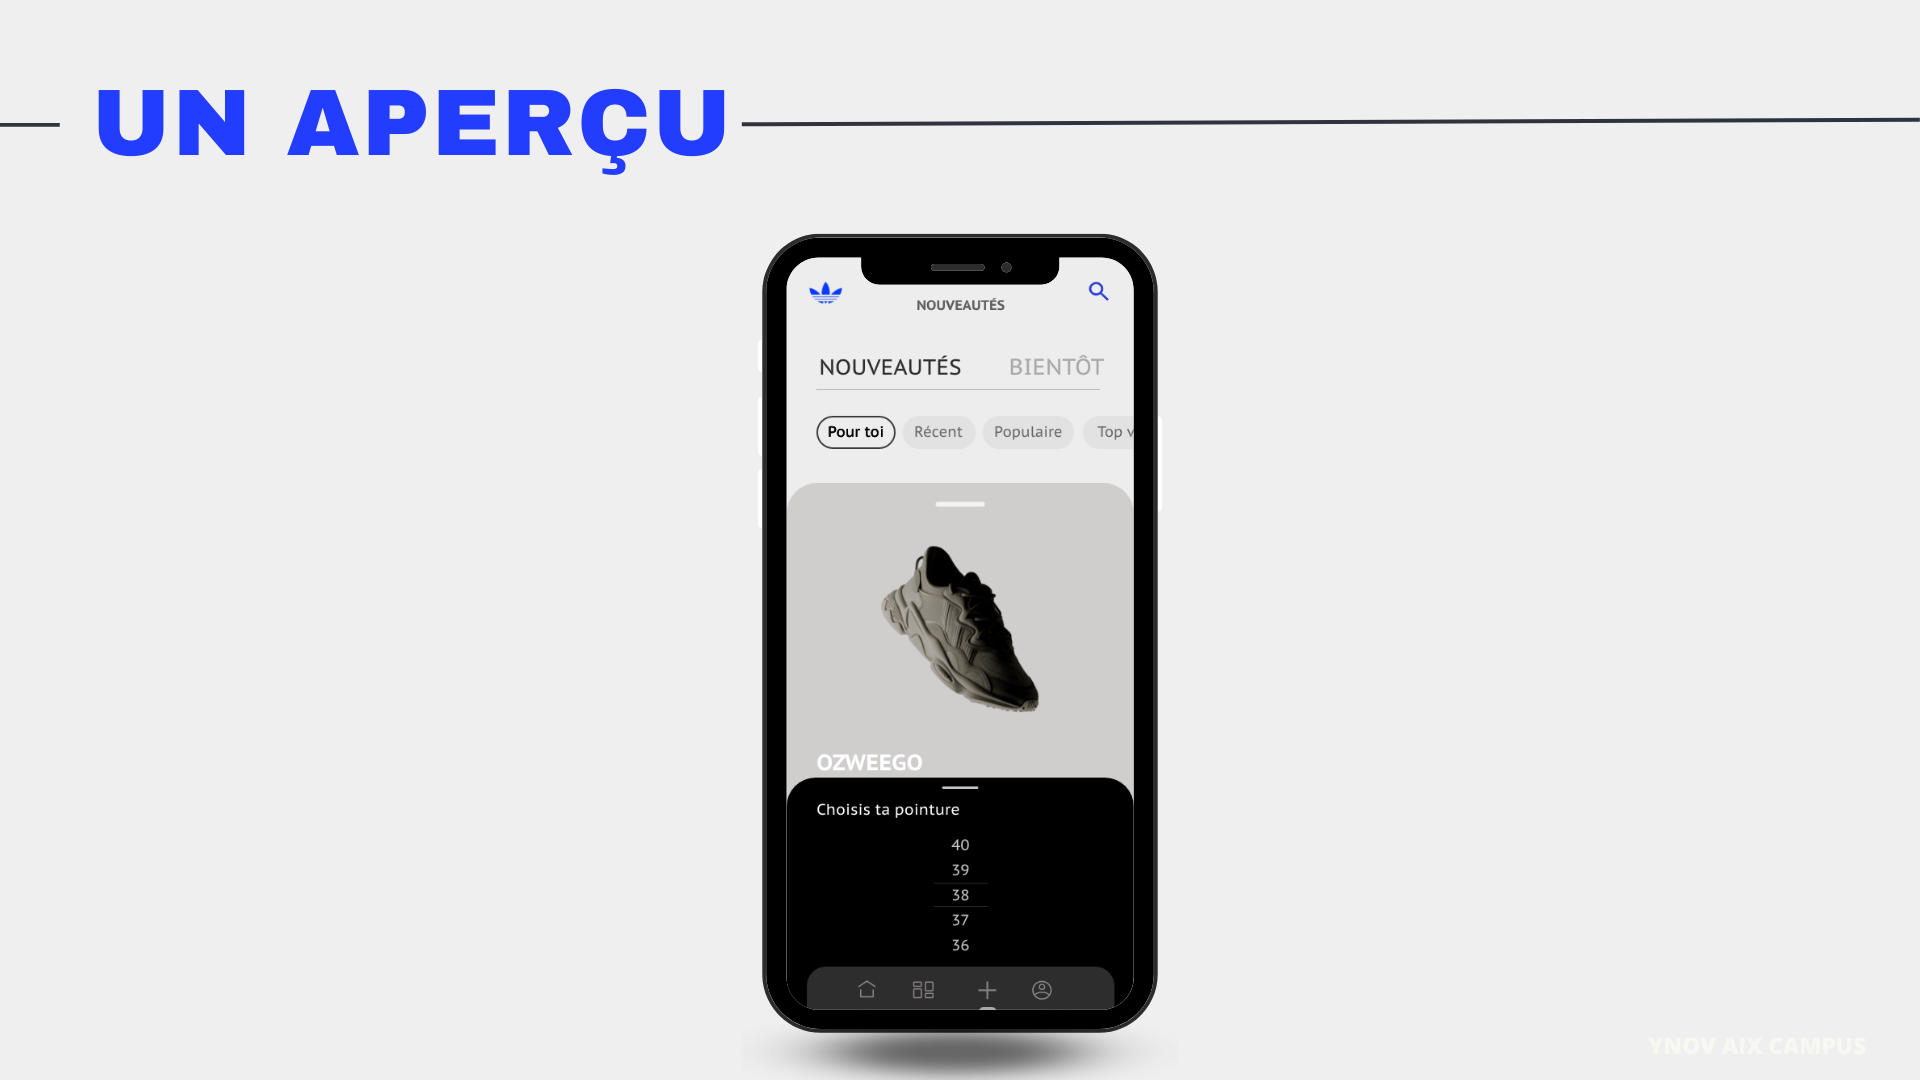 UN APERÇU
NOUVEAUTÉS
NOUVEAUTÉS BIENTÔT
Pour toi Récent Populaire Top v
OZWEEGO
Choisis ta pointure
40
39
38
37
36
YNOV AIX CAMPUS